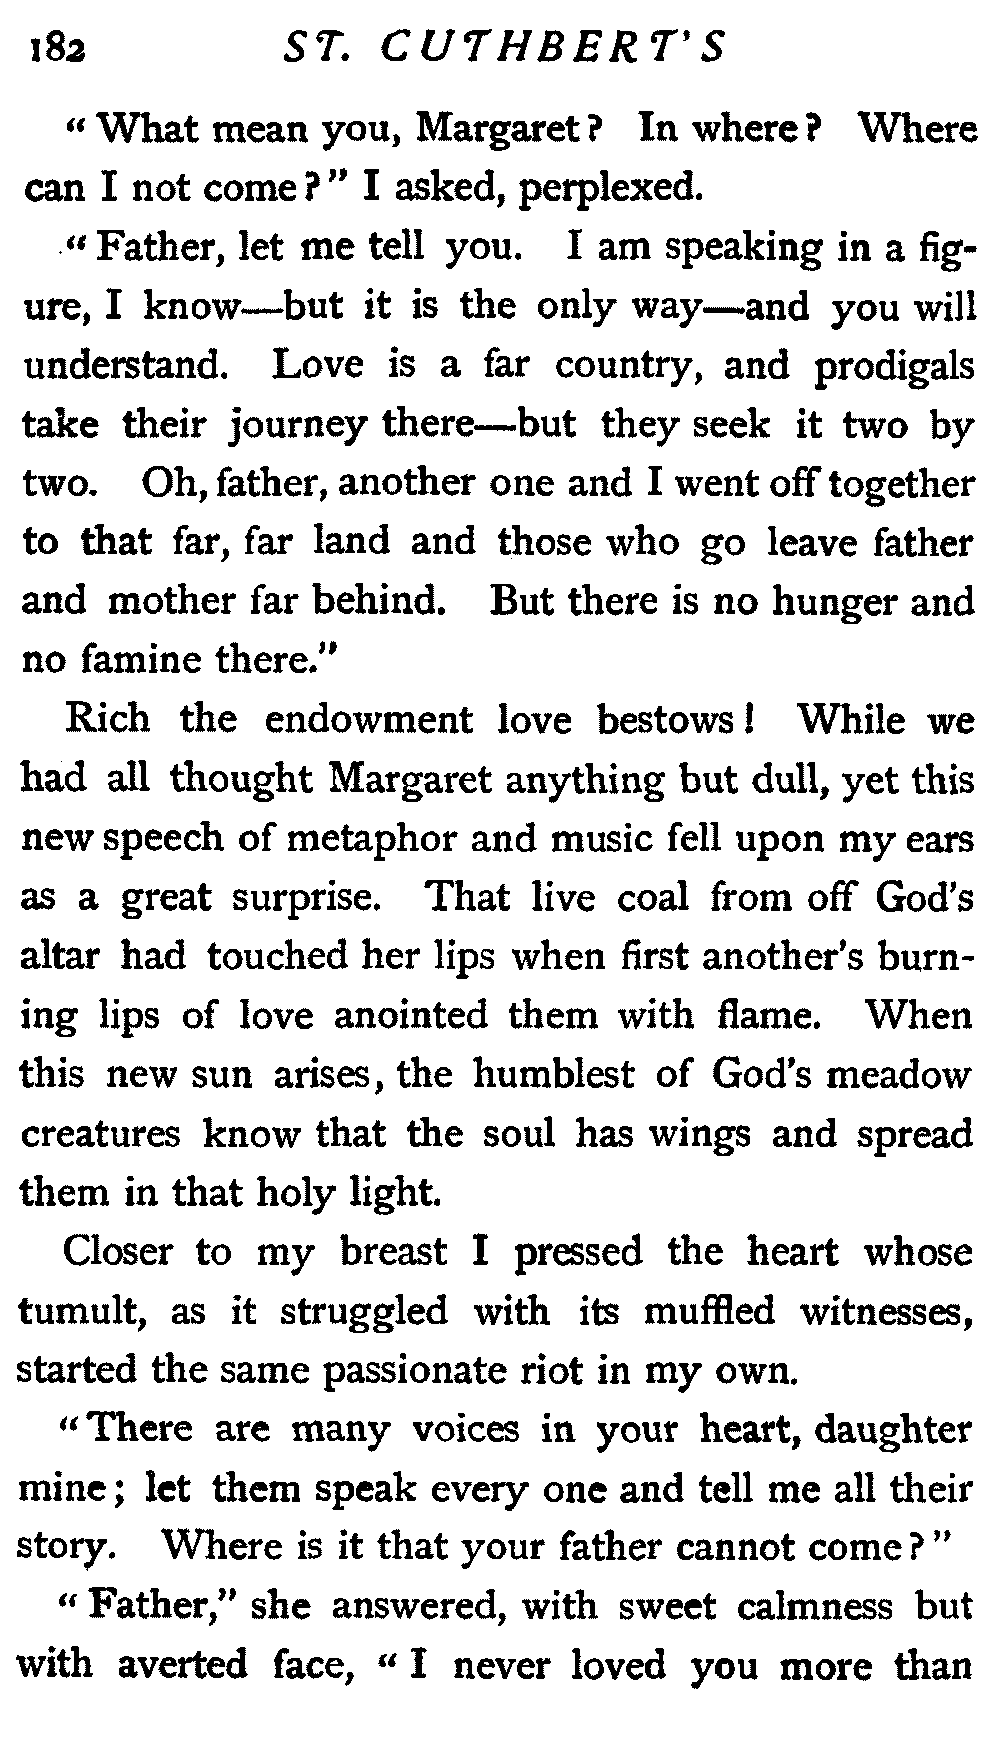 182 ST. CUTHBERT'S
" What mean you, Margaret? In where? Where
can I not come?" I asked, perplexed.
" Father, let me tell you. I am speaking in a fig-
ure, I know—but it is the only way—and you will
understand. Love is a far country, and prodigals
take their journey there—but they seek it two by
two. Oh, father, another one and I went off together
to that far, far land and those who go leave father
and mother far behind. But there is no hunger and
no famine there."
Rich the endowment love bestows! While we
had all thought Margaret anything but dull, yet this
new speech of metaphor and music fell upon my ears
as a great surprise. That live coal from off God's
altar had touched her lips when first another's burn-
ing lips of love anointed them with flame. When
this new sun arises, the humblest of God's meadow
creatures know that the soul has wings and spread
them in that holy light.
Closer to my breast I pressed the heart whose
tumult, as it struggled with its muffled witnesses,
started the same passionate riot in my own.
"There are many voices in your heart, daughter
mine; let them speak every one and tell me all their
story. Where is it that your father cannot come?"
" Father," she answered, with sweet calmness but
with averted face, " I never loved you more than